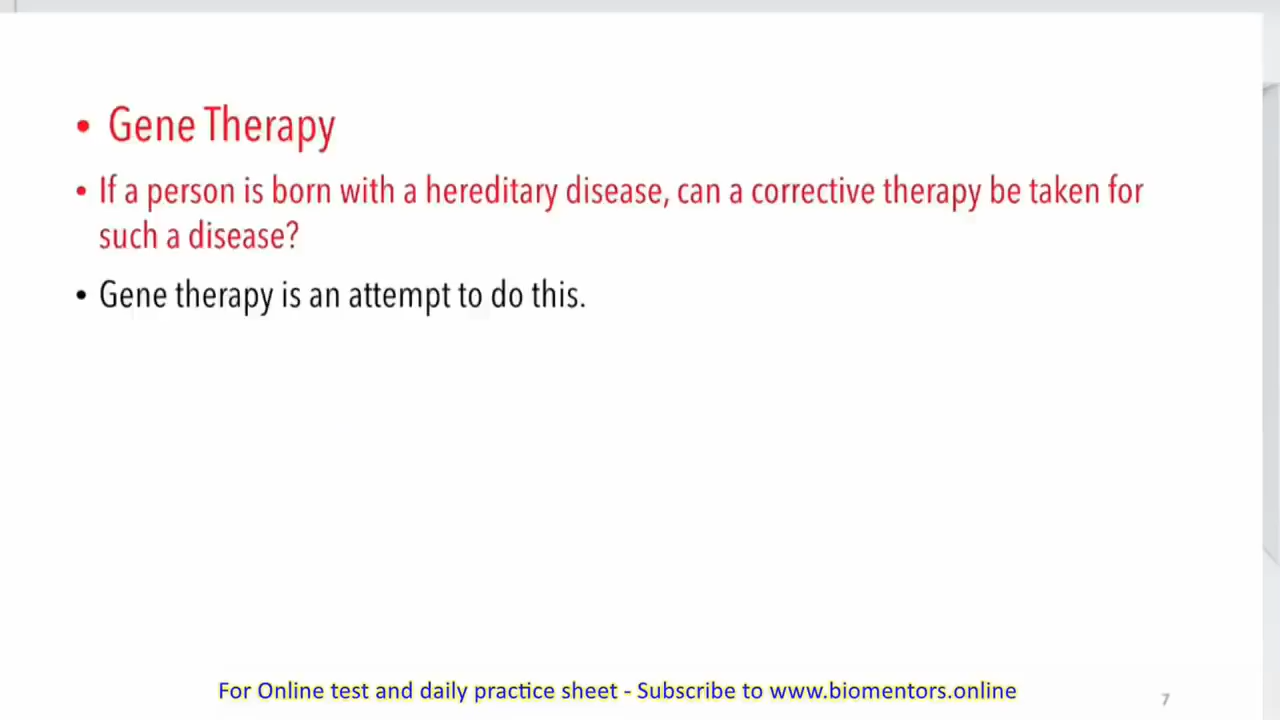 • Gene Therapy
• If a person is born with a hereditary disease, can a corrective therapy be taken for
such a disease?
• Gene therapy is an attempt to do this.
For Online test and daily practice sheet - Subscribe to www.biomentors.online
7